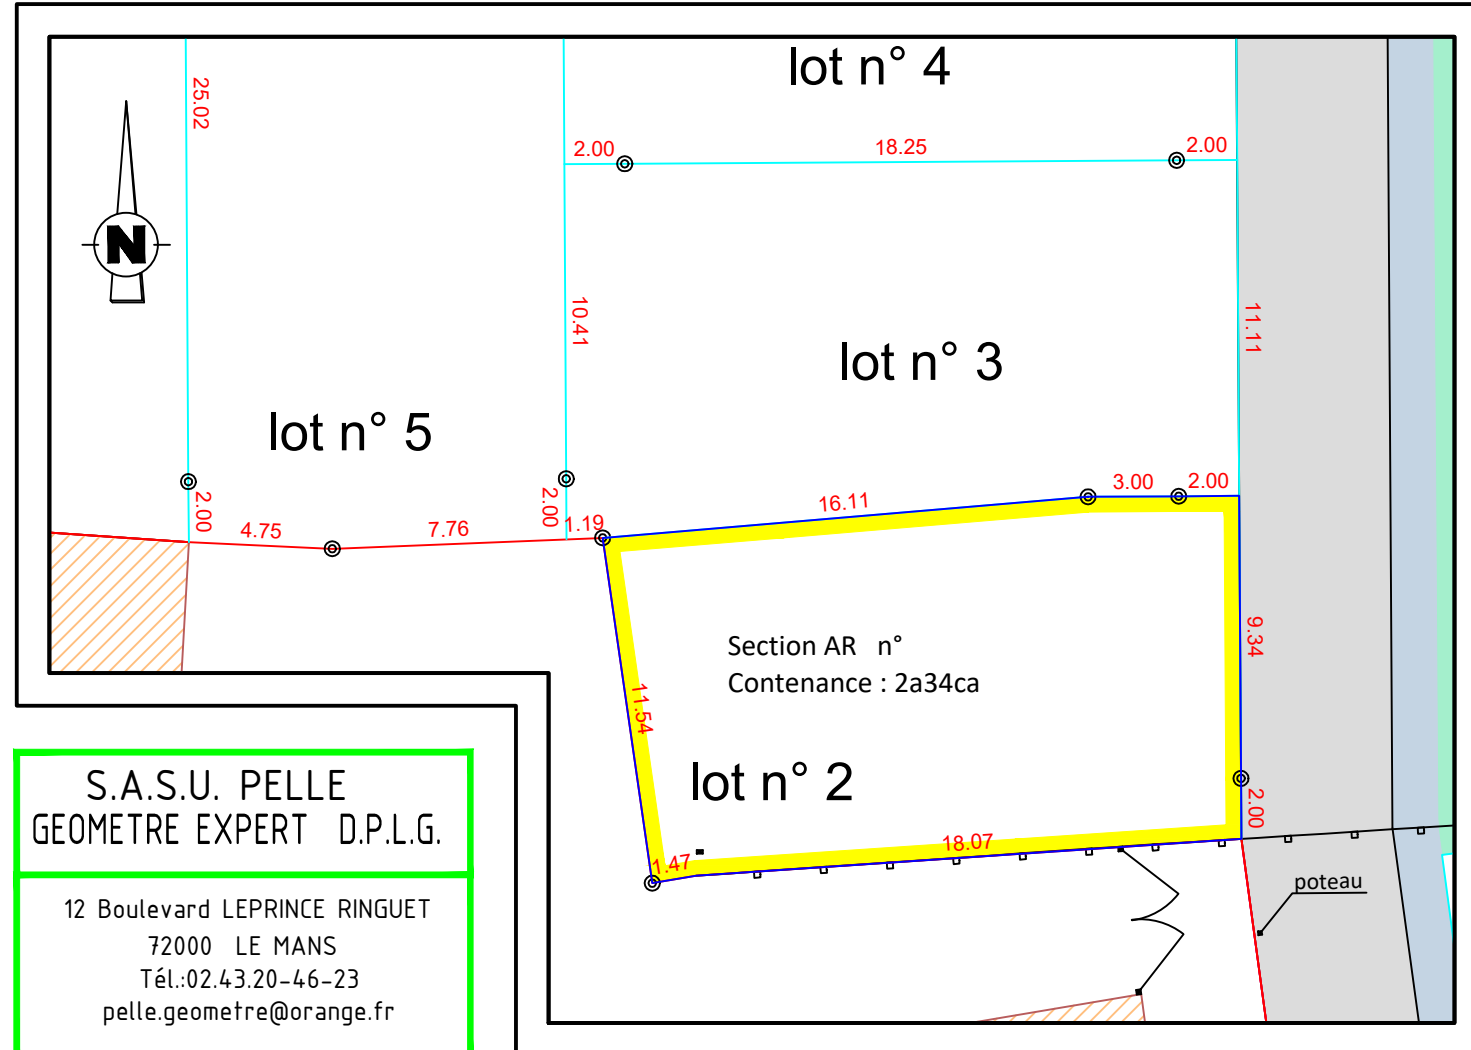 lot n° 4
25.02
2.00
18.25
2.00
N
10.41
11.11
lot n° 3
lot n° 5
2.00
4.75
7.76
2.00
1.19
16.11
3.00
2.00
9.34
Section AR n°
Contenance : 2a34ca
11.54
lot n° 2
2.00
1.47
18.07
poteau
S.A.S.U. PELLE
GEOMETRE EXPERT D.P.L.G.
12 Boulevard LEPRINCE RINGUET
72000 LE MANS
Tél.:02.43.20-46-23
pelle.geometre@orange.fr